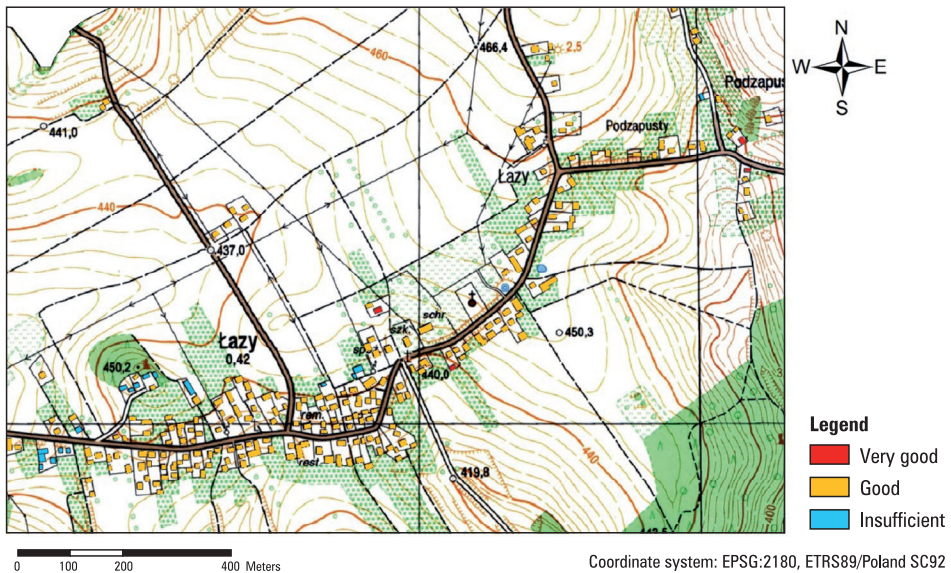 466,4
460
2,5
Podzapus
Podzapusty
441,0
Łazy
440
437,0
schr
szk.
450,3
Łazy
0,42
sp.
450,2
440,0
rem
rest
440
419,8
400
N
W E
S
Legend
Very good
Good
Insufficient
0 100 200 400 Meters
Coordinate system: EPSG:2180, ETRS89/Poland SC92